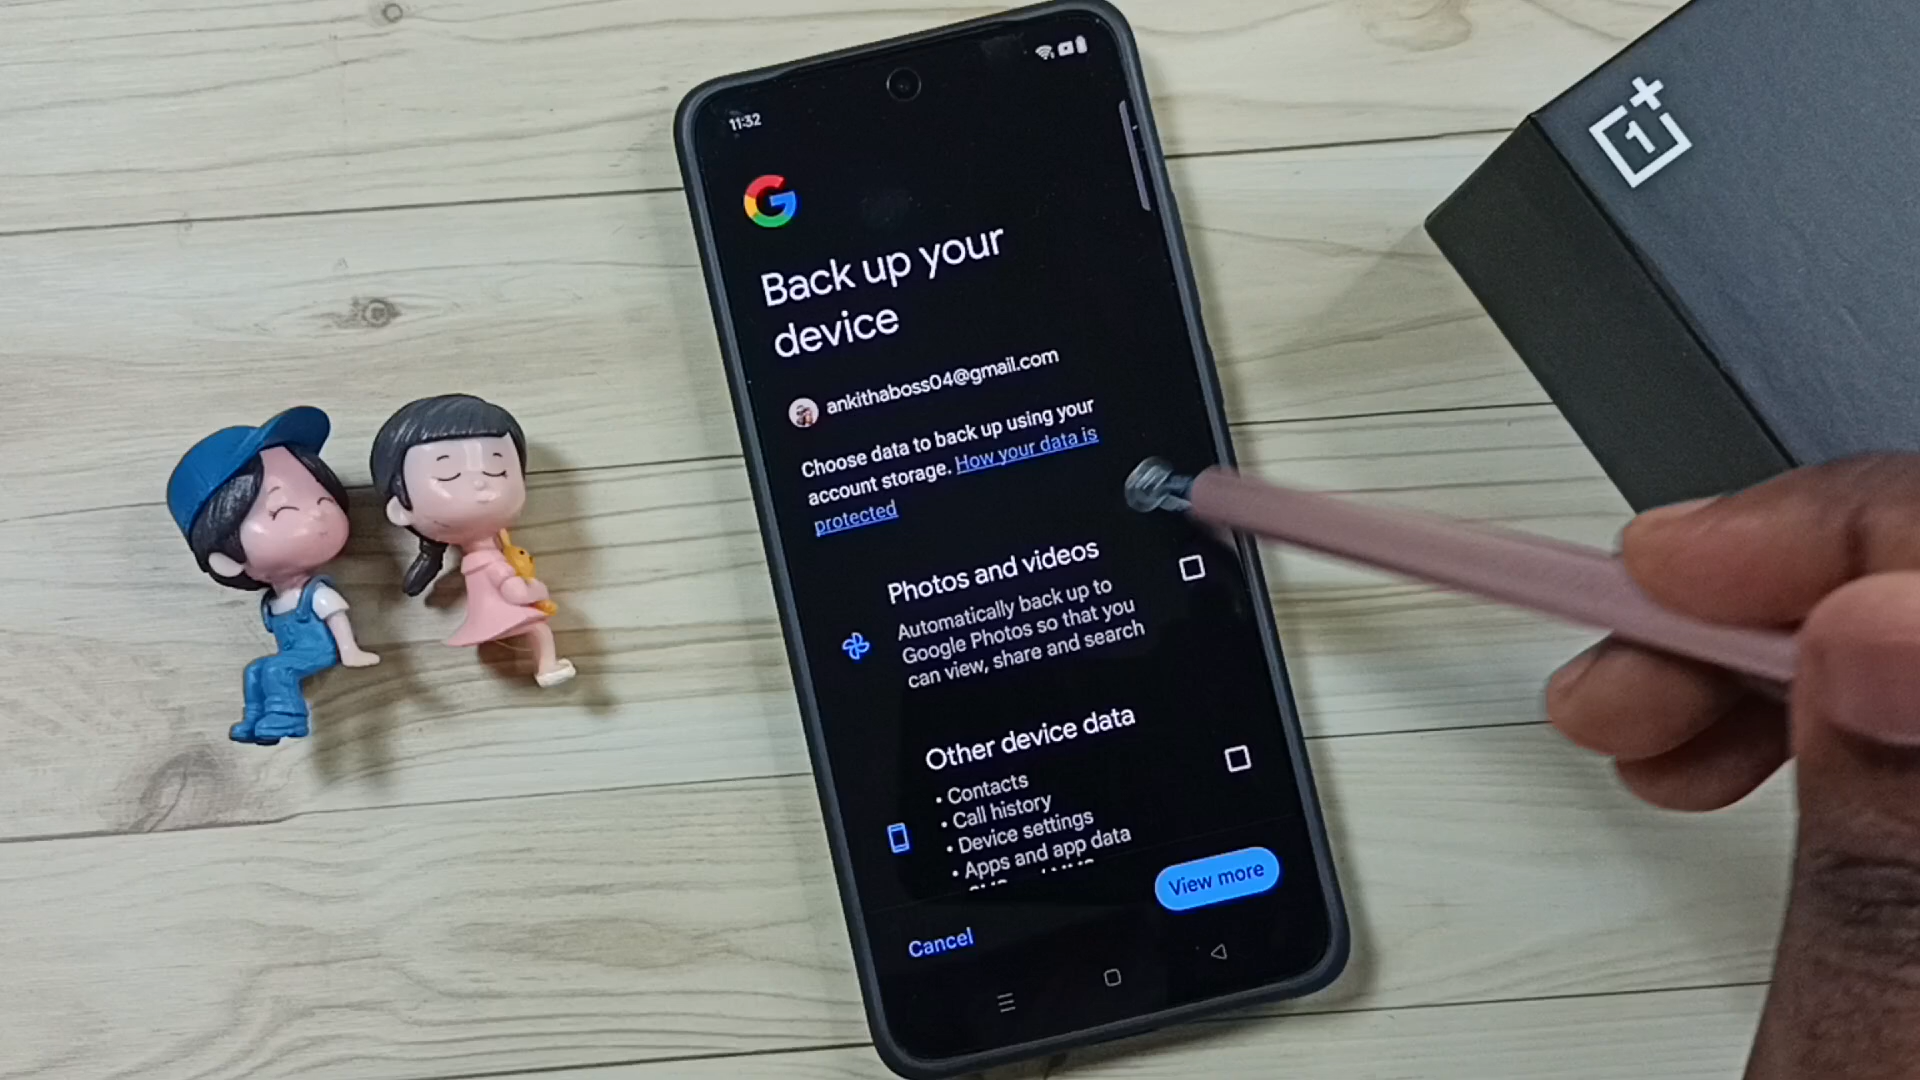 11:32
G
Back up your
device
ankithaboss04@gmail.com
Choose data to back up using your
account storage. How your data is
protected
Photos and videos
Automatically back up to
Google Photos so that you
can view, share and search
Other device data
• Contacts
• Call history
• Device settings
• Apps and app data
View more
Cancel
1+